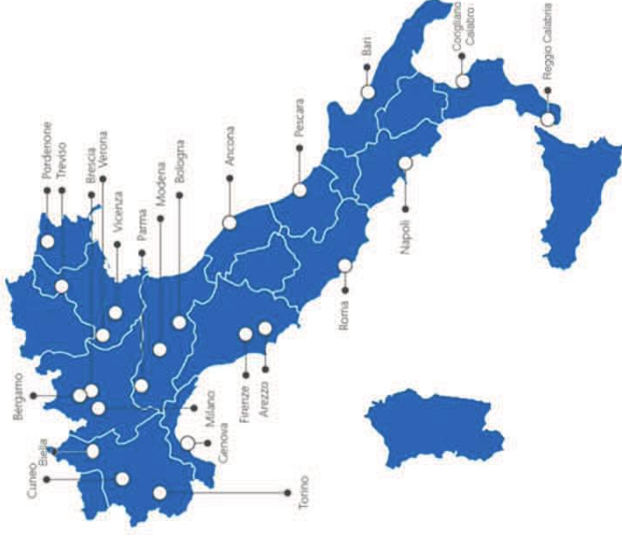 Pordenone
Treviso
Brescia
Verona
Vicenza
Parma
Modena
Bologna
Ancona
Pescara
Bari
Corigliano
Calabro
Reggio Calabria
Bergamo
Biella
Cuneo
Milano
Genova
Torino
Firenze
Arezzo
Roma
Napoli